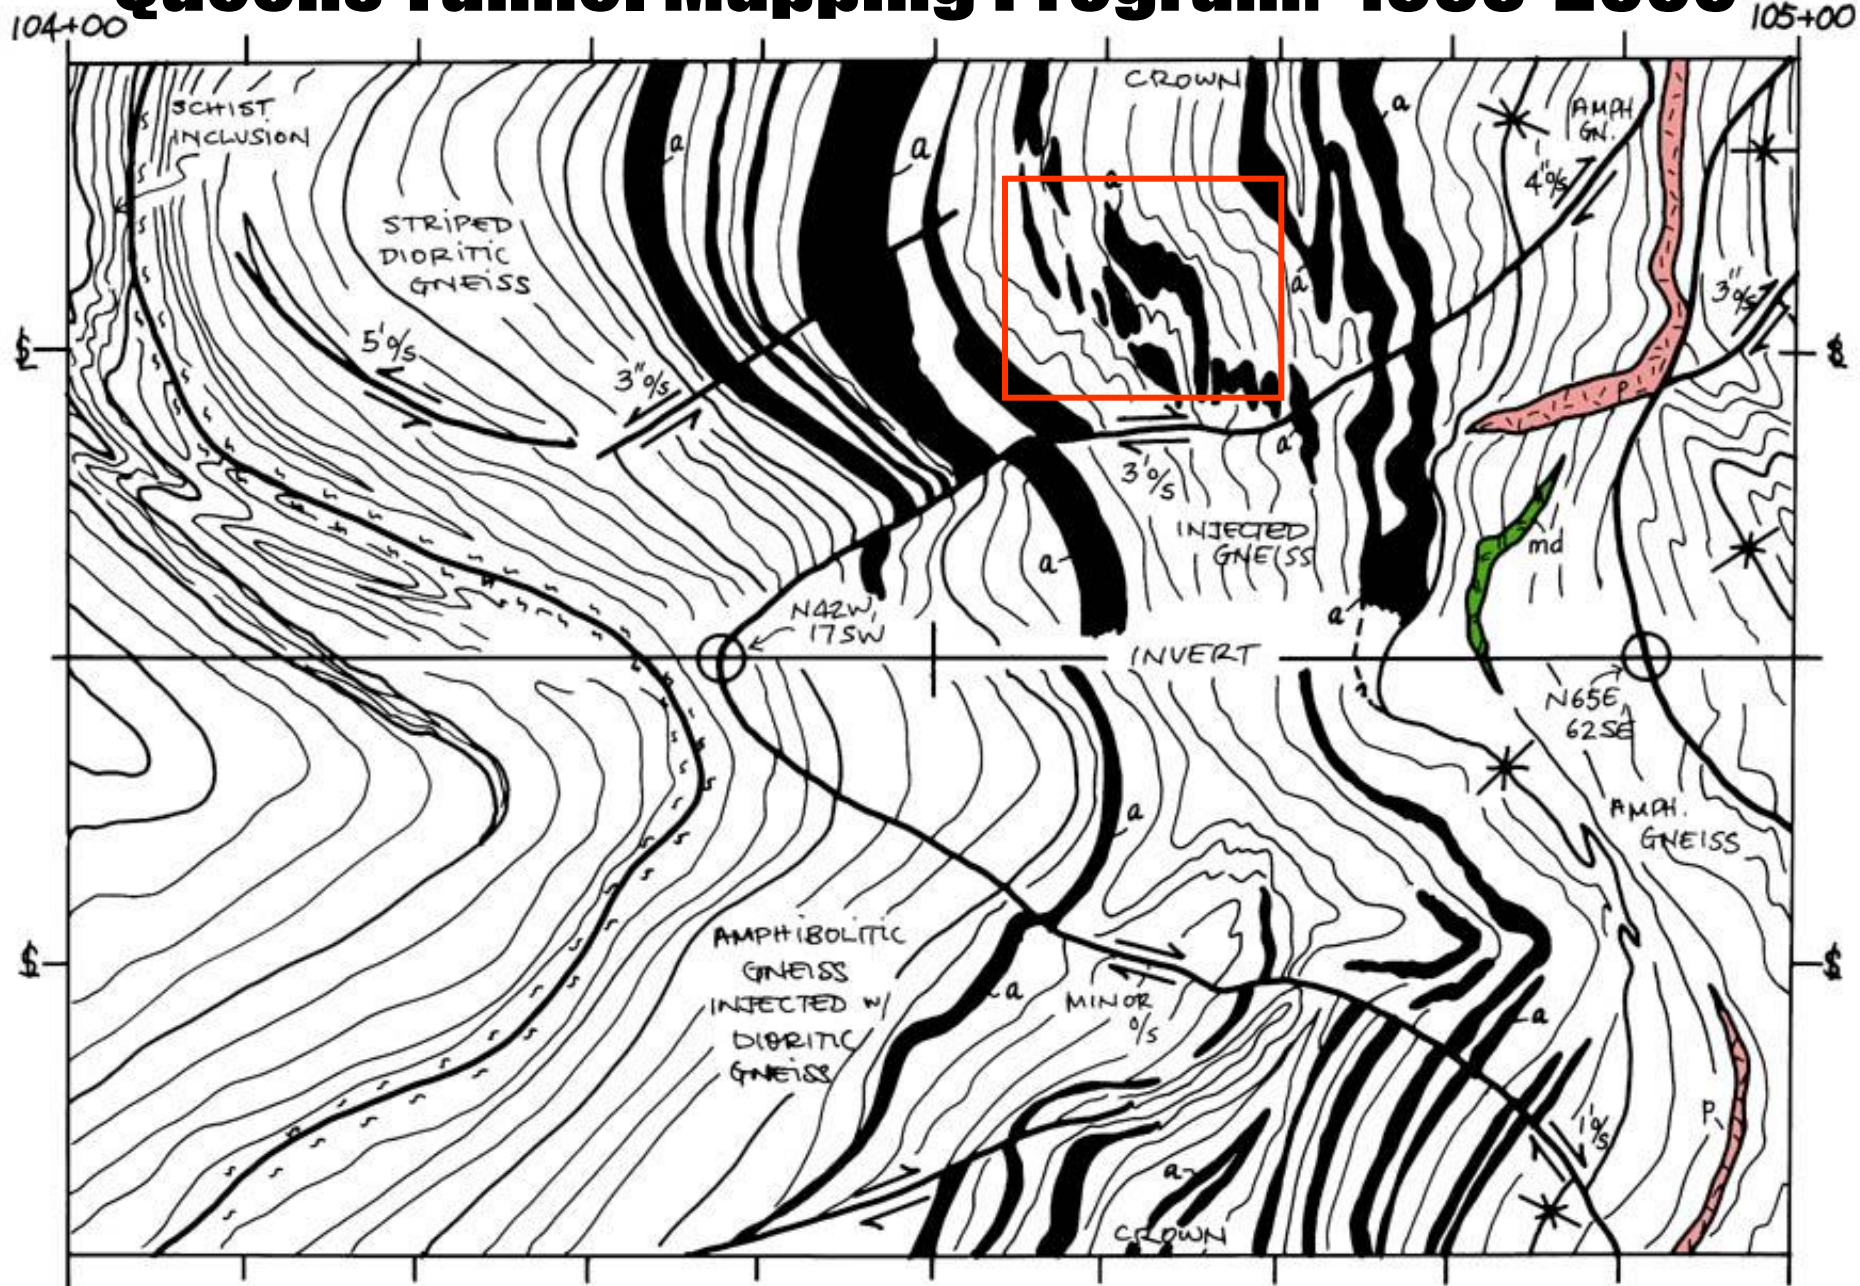 Queens Tunnel Mapping Program: 1998-2000
104+00
105+00
CROWN
SCHIST
INCLUSION
a
a
a
AMPH
GN.
a
4"o/s
STRIPED
DIORITIC
GNEISS
a
3"o/s
5'o/s
3"o/s
P
a
3'o/s
INJECTED
GNEISS
md
a
N42W,
17SW
a
INVERT
N65E,
62SE
a
AMPH.
GNEISS
AMPHIBOLITIC
GNEISS
INJECTED W/
DIORITIC
GNEISS
a
MINOR
o/s
a
P
1'o/s
a
CROWN